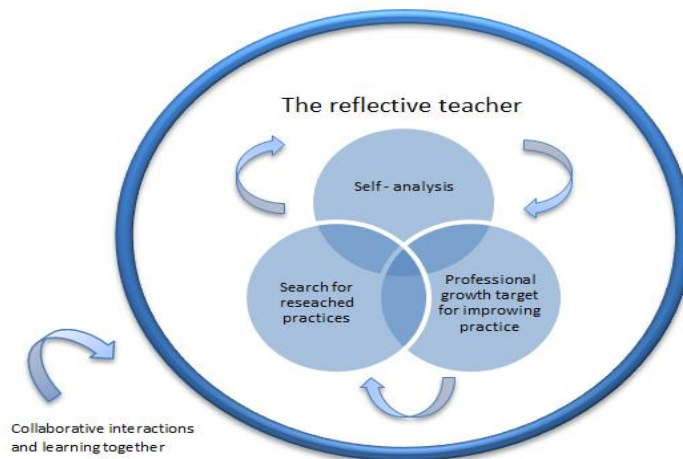 The reflective teacher
Self - analysis
Search for
reseached
practices
Professional
growth target
for improving
practice
Collaborative interactions
and learning together